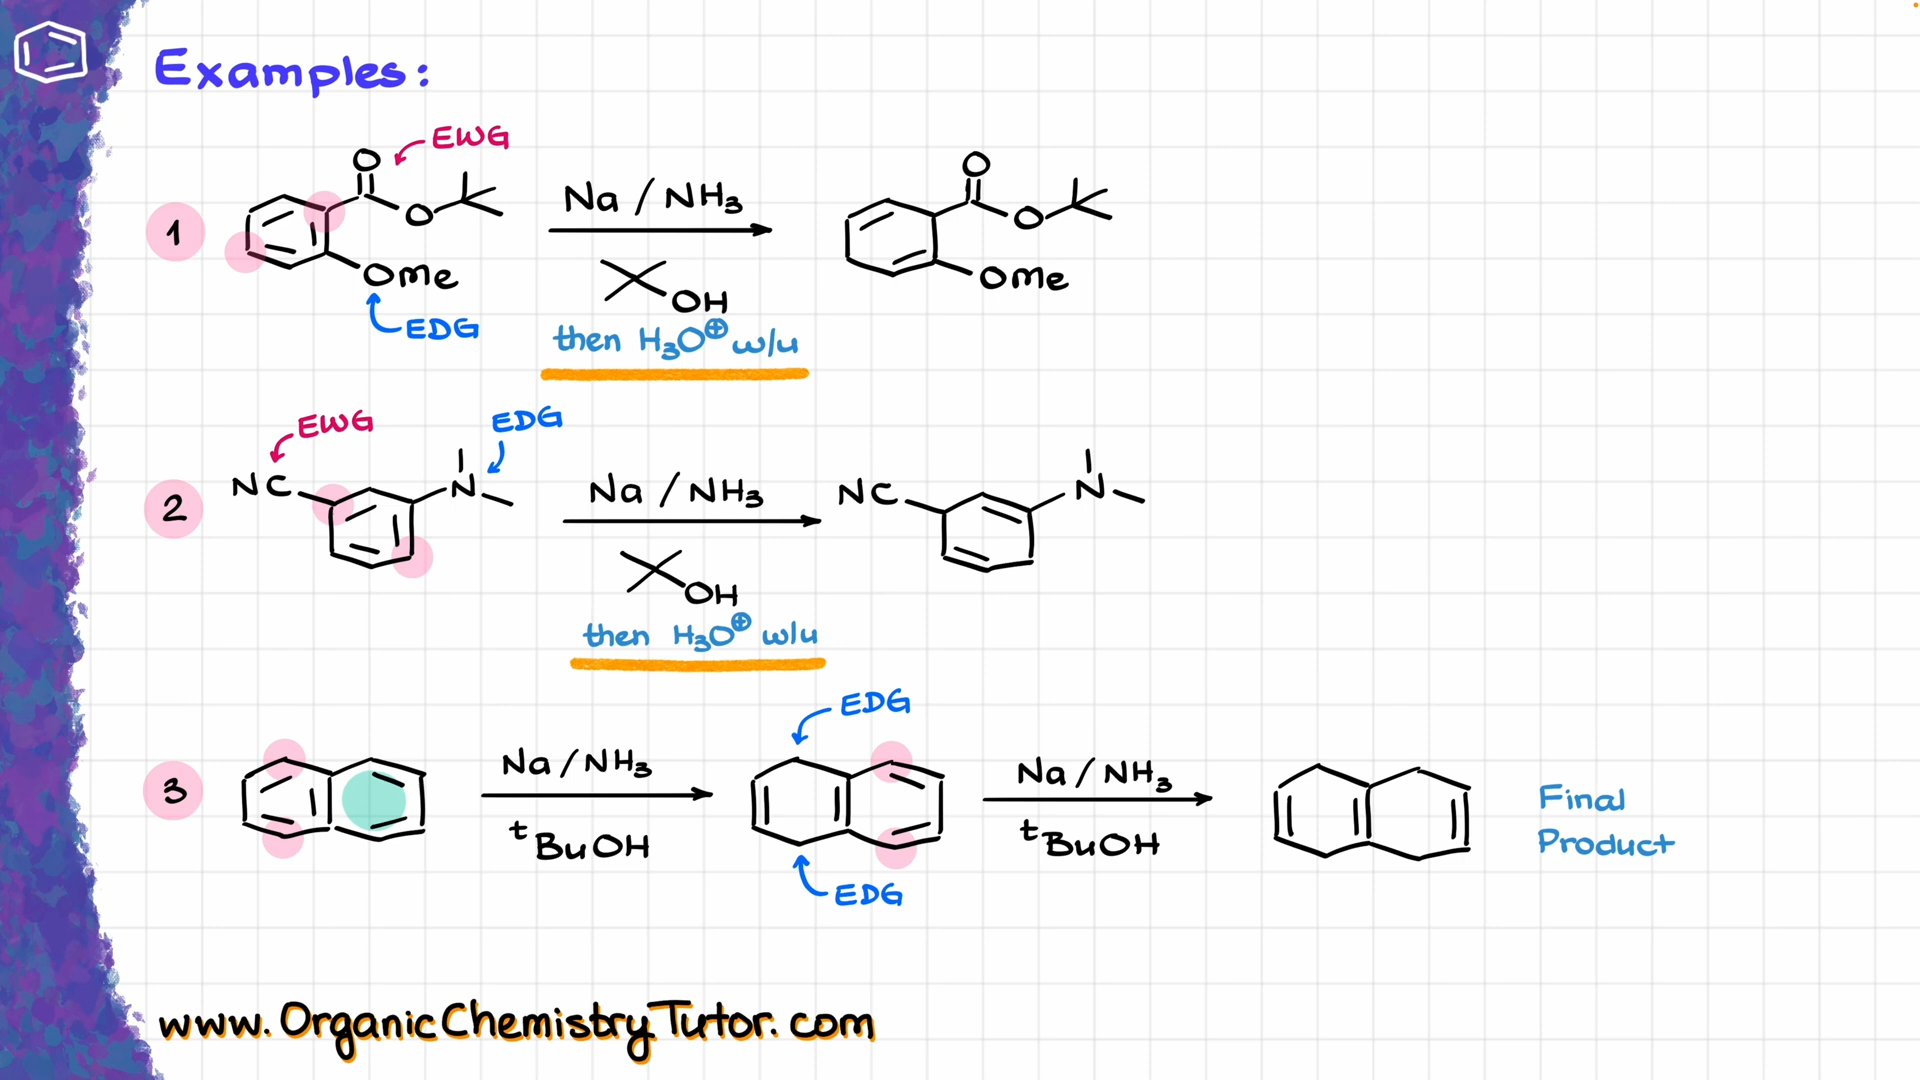 Examples:
EWG
O
O
Na / NH₃
O
O
1
OMe
EDG
OH
then H₃O⊕ w/u
OMe
EWG
EDG
NC
N
Na / NH₃
NC
N
2
OH
then H₃O⊕ w/u
EDG
3
Na / NH₃
ᵗBuOH
Na / NH₃
ᵗBuOH
Final
Product
EDG
www.OrganicChemistryTutor.com